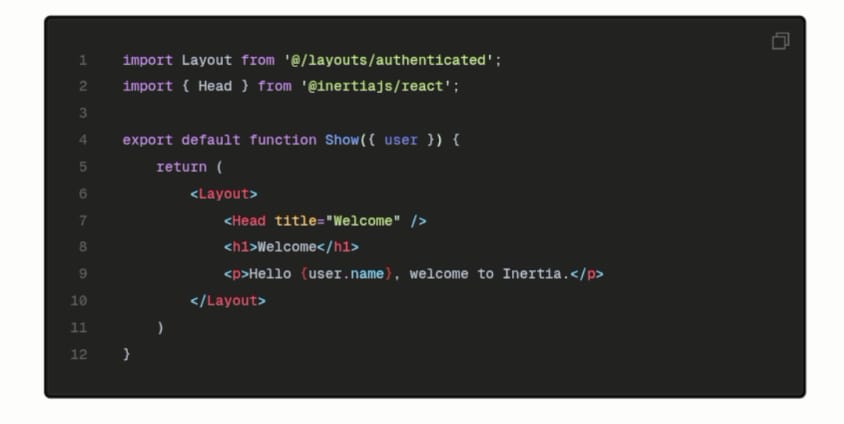 1 import Layout from '@/layouts/authenticated';
2 import { Head } from '@inertiajs/react';
3
4 export default function Show({ user }) {
5     return (
6         <Layout>
7             <Head title="Welcome" />
8             <h1>Welcome</h1>
9             <p>Hello {user.name}, welcome to Inertia.</p>
10         </Layout>
11     )
12 }